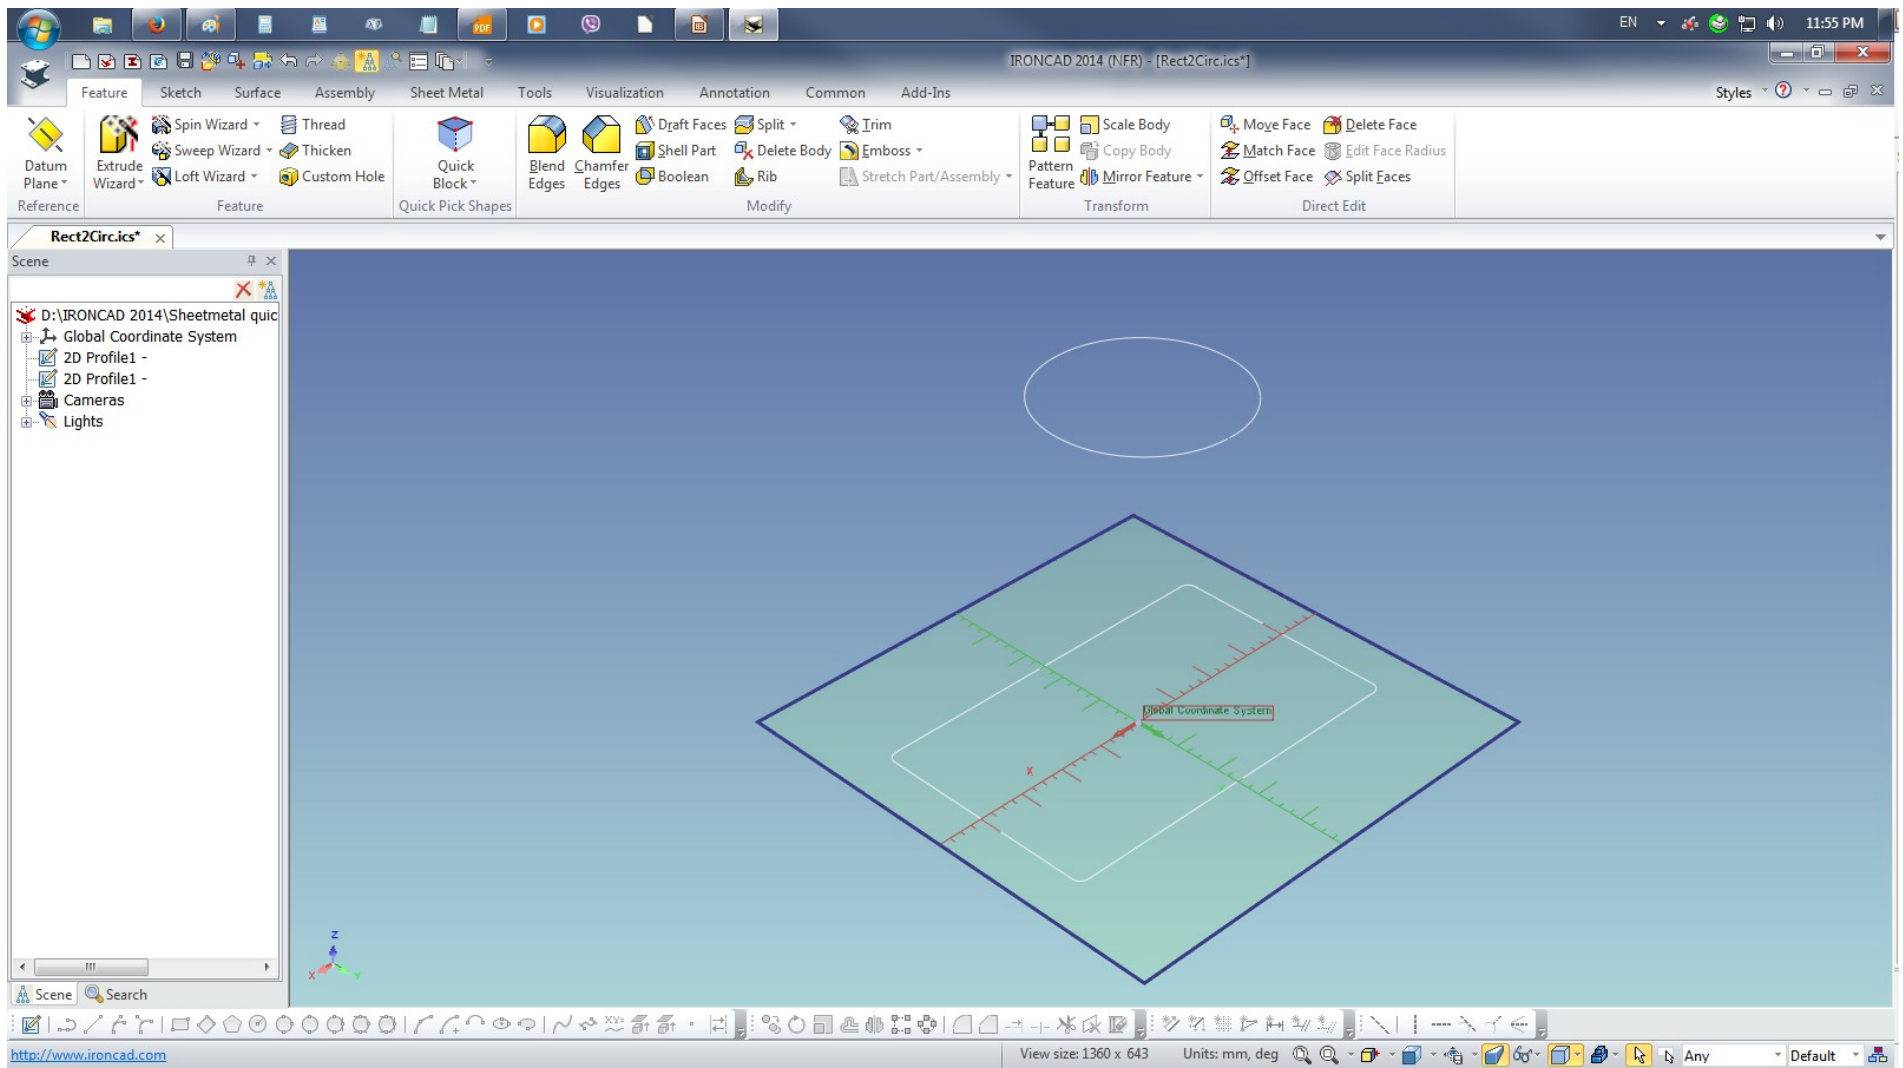 PDF
EN
11:55 PM
IRONCAD 2014 (NFR) - [Rect2Circ.ics*]
Feature Sketch Surface Assembly Sheet Metal Tools Visualization Annotation Common Add-Ins Styles
Datum Plane
Reference
Extrude Wizard
Spin Wizard
Sweep Wizard
Loft Wizard
Thread
Thicken
Custom Hole
Feature
Quick Block
Quick Pick Shapes
Blend Edges
Chamfer Edges
Draft Faces
Shell Part
Boolean
Split
Delete Body
Rib
Trim
Emboss
Stretch Part/Assembly
Modify
Pattern Feature
Scale Body
Copy Body
Mirror Feature
Transform
Move Face
Match Face
Offset Face
Delete Face
Edit Face Radius
Split Faces
Direct Edit
Rect2Circ.ics*
Scene
D:\IRONCAD 2014\Sheetmetal quic
Global Coordinate System
2D Profile1 -
2D Profile1 -
Cameras
Lights
Global Coordinate System
X
Y
Z
X
Y
Scene Search
http://www.ironcad.com
View size: 1360 x 643
Units: mm, deg
Any
Default